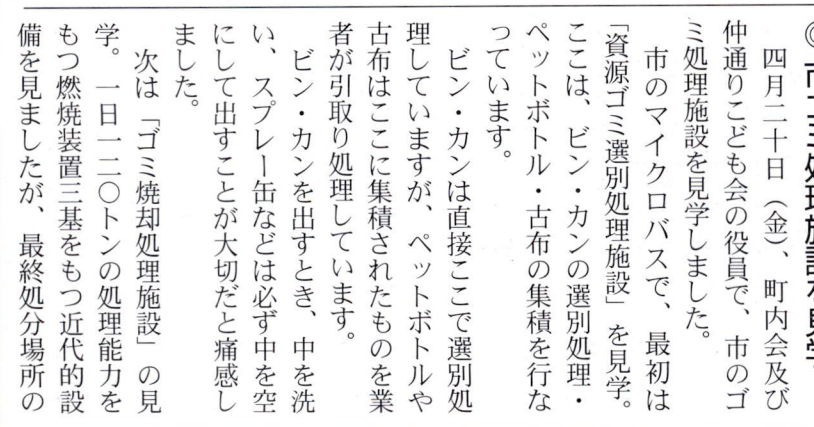 四月二十日（金）、町内会及び
仲通りこども会の役員で、市のゴ
ミ処理施設を見学しました。
市のマイクロバスで、最初は
「資源ゴミ選別処理施設」を見学。
ここは、ビン・カンの選別処理・
ペットボトル・古布の集積を行な
っています。
ビン・カンは直接ここで選別処
理していますが、ペットボトルや
古布はここに集積されたものを業
者が引取り処理しています。
ビン・カンを出すとき、中を洗
い、スプレー缶などは必ず中を空
にして出すことが大切だと痛感し
ました。
次は「ゴミ焼却処理施設」の見
学。一日一二〇トンの処理能力を
もつ燃焼装置三基をもつ近代的設
備を見ましたが、最終処分場所の